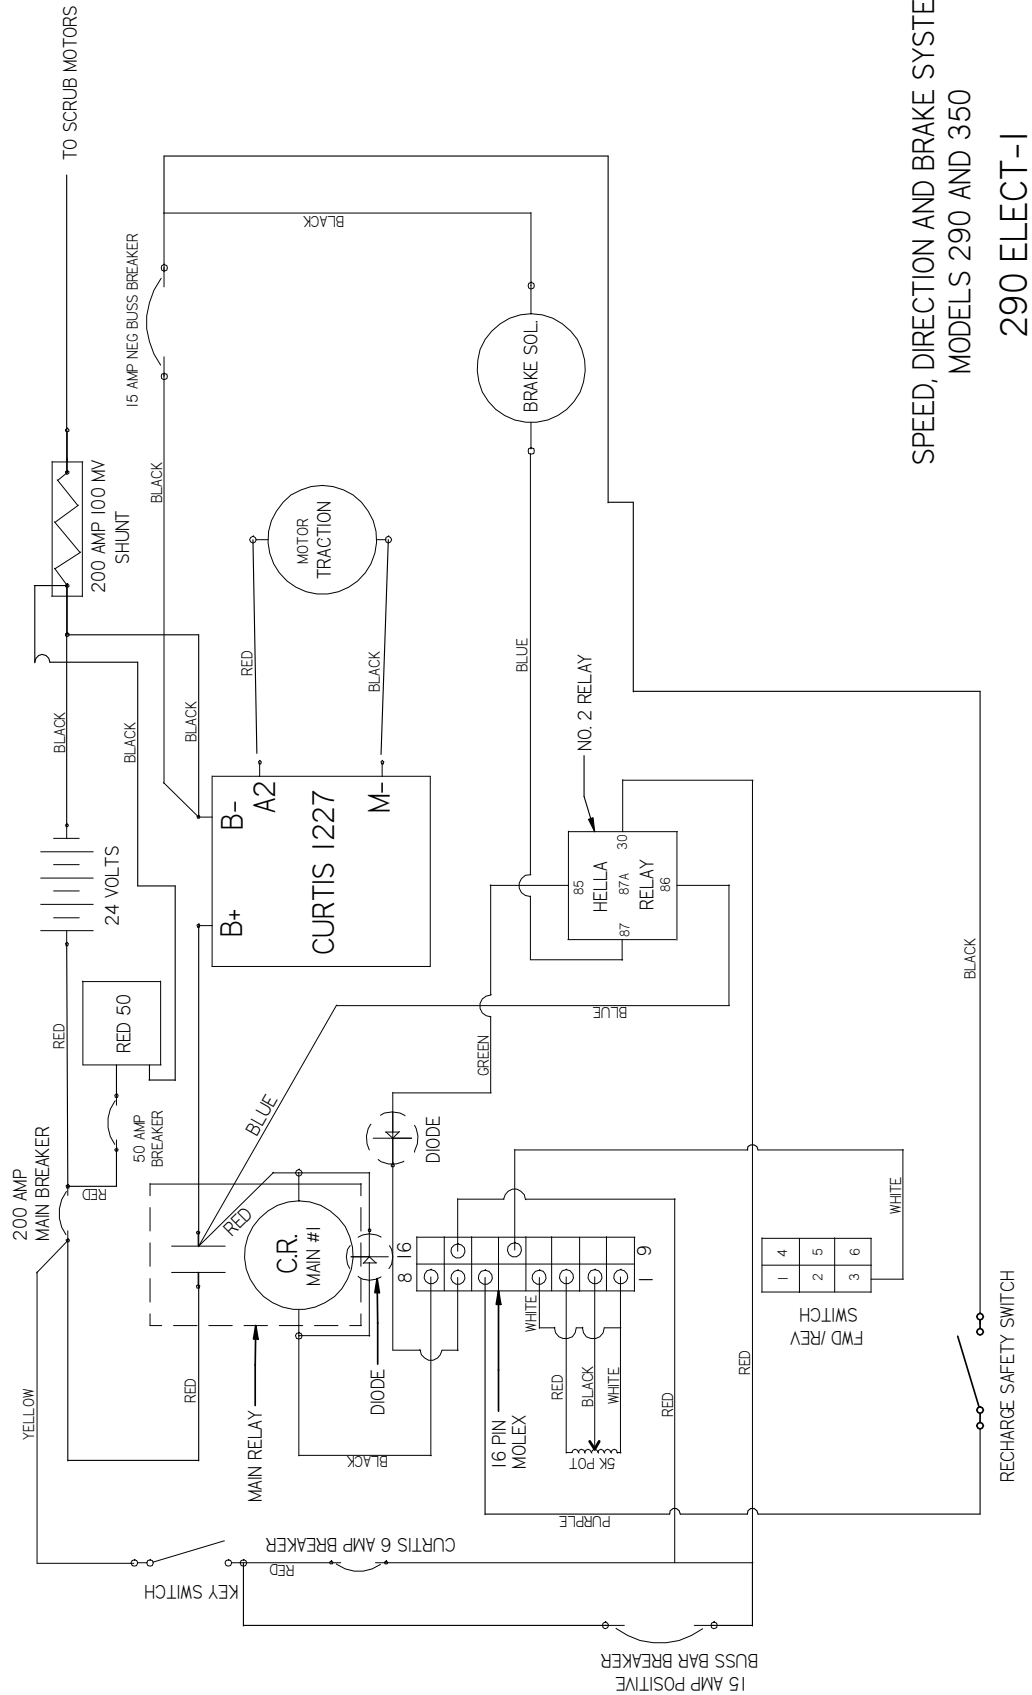 TO SCRUB MOTORS
200 AMP 100 MV
SHUNT
15 AMP NEG BUSS BREAKER
BLACK
BLACK
BLACK
BLACK
BLACK
24 VOLTS
RED
RED 50
50 AMP
BREAKER
200 AMP
MAIN BREAKER
RED
YELLOW
B-
A2
M-
B+
CURTIS 1227
RED
BLACK
MOTOR
TRACTION
BRAKE SOL.
BLUE
NO. 2 RELAY
HELLA
RELAY
85
87A
86
87
30
BLUE
BLUE
GREEN
DIODE
RED
C.R.
MAIN #1
RED
MAIN RELAY
DIODE
BLACK
8
16
1
9
16 PIN
MOLEX
WHITE
RED
BLACK
WHITE
5K POT
PURPLE
RED
RED
WHITE
1
4
2
5
3
6
FWD /REV
SWITCH
KEY SWITCH
RED
CURTIS 6 AMP BREAKER
15 AMP POSITIVE
BUSS BAR BREAKER
BLACK
RECHARGE SAFETY SWITCH
SPEED, DIRECTION AND BRAKE SYSTE
MODELS 290 AND 350
290 ELECT-1